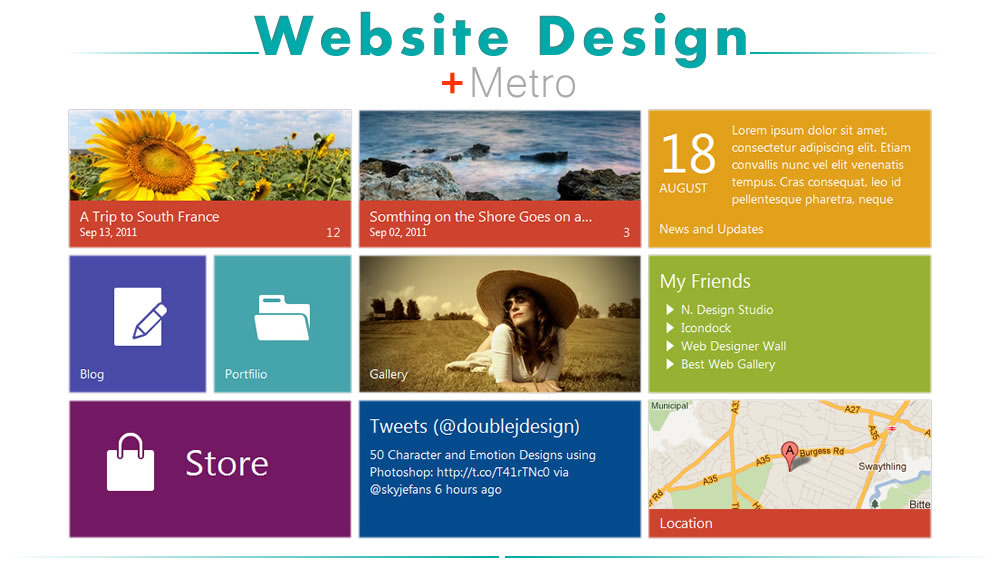 Website Design
+Metro
A Trip to South France
Sep 13, 2011
12
Somthing on the Shore Goes on a...
Sep 02, 2011
3
18
AUGUST
Lorem ipsum dolor sit amet,
consectetur adipiscing elit. Etiam
convallis nunc vel elit venenatis
tempus. Cras consequat, leo id
pellentesque pharetra, neque
News and Updates
Blog
Portfilio
Gallery
My Friends
N. Design Studio
Icondock
Web Designer Wall
Best Web Gallery
Store
Tweets (@doublejdesign)
50 Character and Emotion Designs using
Photoshop: http://t.co/T41rTNc0 via
@skyjefans 6 hours ago
Municipal
A33
A27
A35
A
Burgess Rd
A35
A35
Swaythling
Rd
A33
Bitte
Location